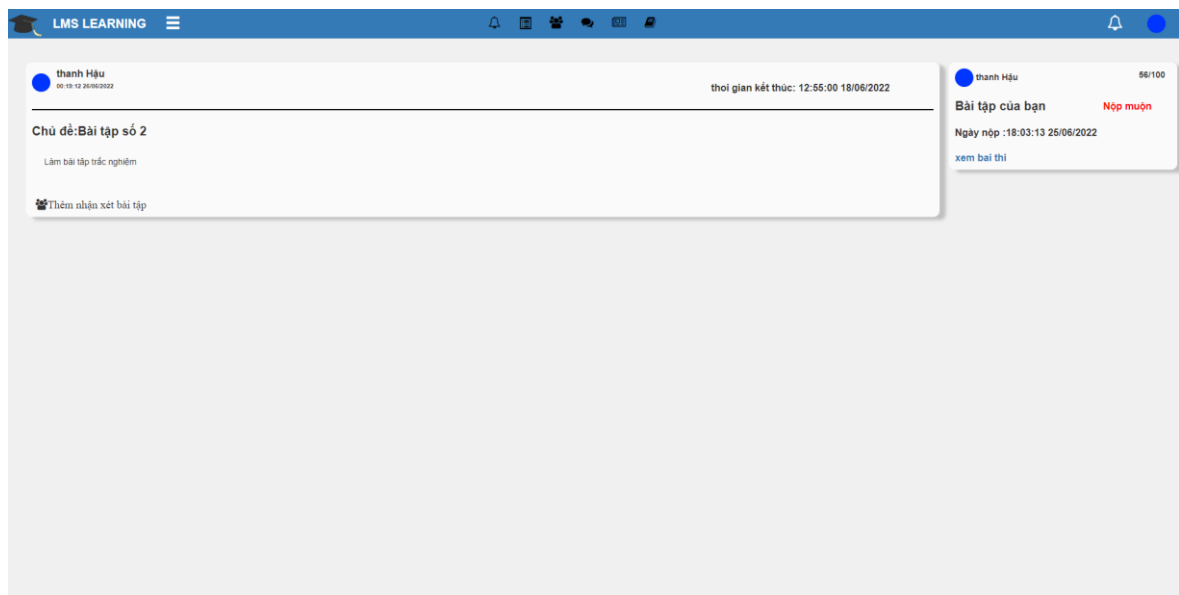 LMS LEARNING
thanh Hậu
00:19:12 26/06/2022
thoi gian kết thúc: 12:55:00 18/06/2022
Chủ đề:Bài tập số 2
Làm bài tâp trắc nghiệm
Thêm nhận xét bài tập
thanh Hậu 56/100
Bài tập của bạn Nộp muộn
Ngày nộp :18:03:13 25/06/2022
xem bai thi